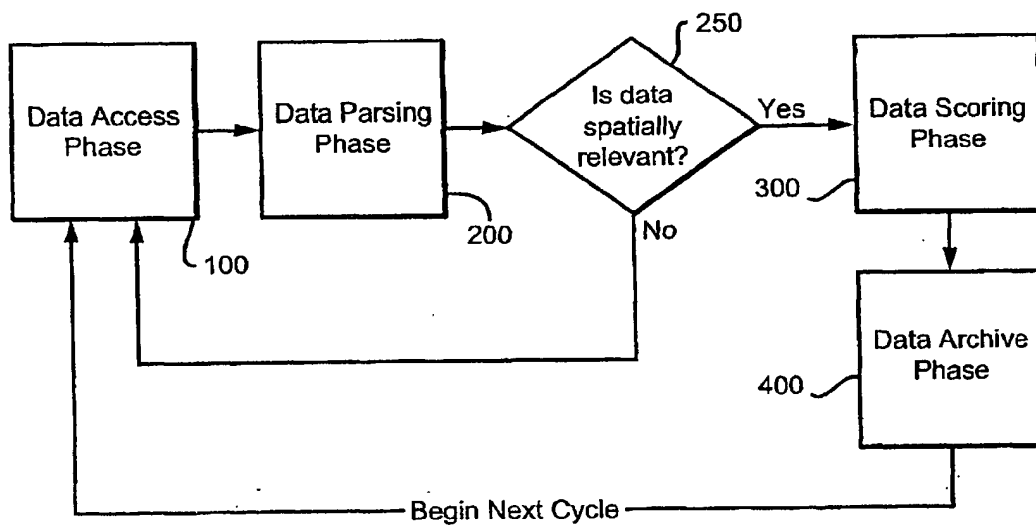 Data Access
Phase
100
Data Parsing
Phase
200
250
Is data
spatially
relevant?
Yes
No
Data Scoring
Phase
300
Data Archive
Phase
400
Begin Next Cycle